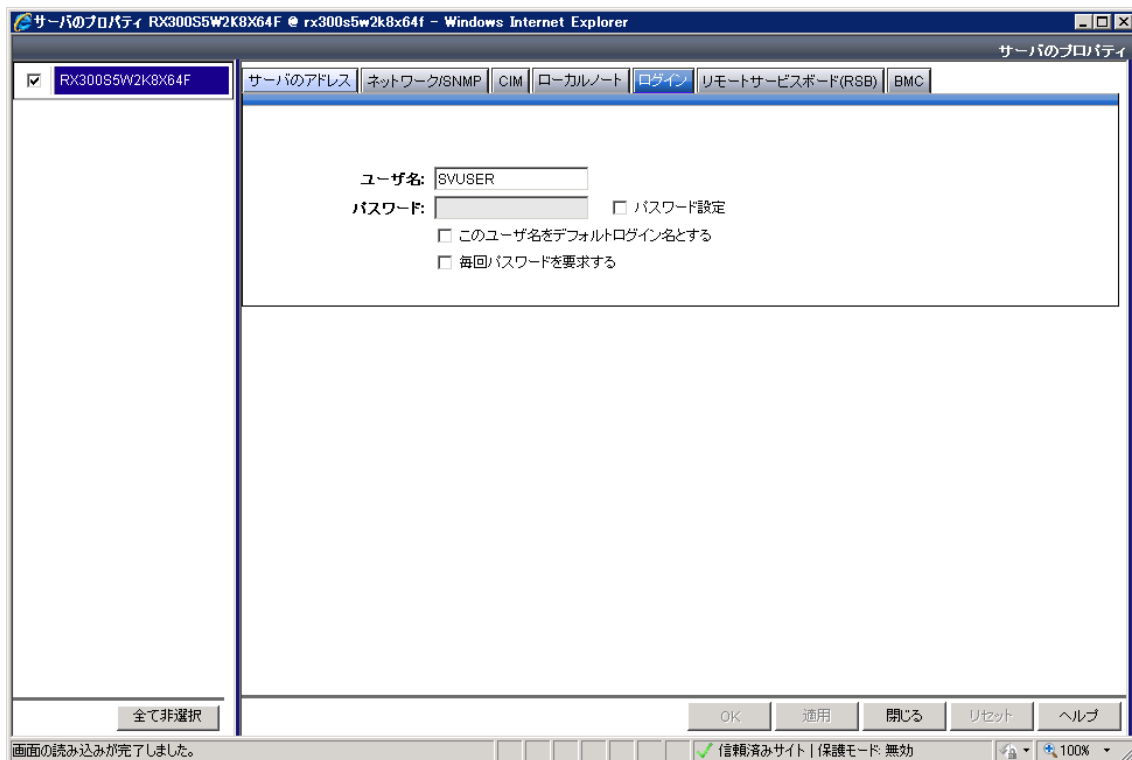 サーバのプロパティ RX300S5W2K8X64F @ rx300s5w2k8x64f - Windows Internet Explorer
サーバのプロパティ
RX300S5W2K8X64F
サーバのアドレス ネットワーク/SNMP CIM ローカルノート ログイン リモートサービスボード(RSB) BMC
ユーザ名: SVUSER
パスワード: パスワード設定
このユーザ名をデフォルトログイン名とする
毎回パスワードを要求する
全て非選択 OK 適用 閉じる リセット ヘルプ
画面の読み込みが完了しました。 信頼済みサイト | 保護モード: 無効 100%